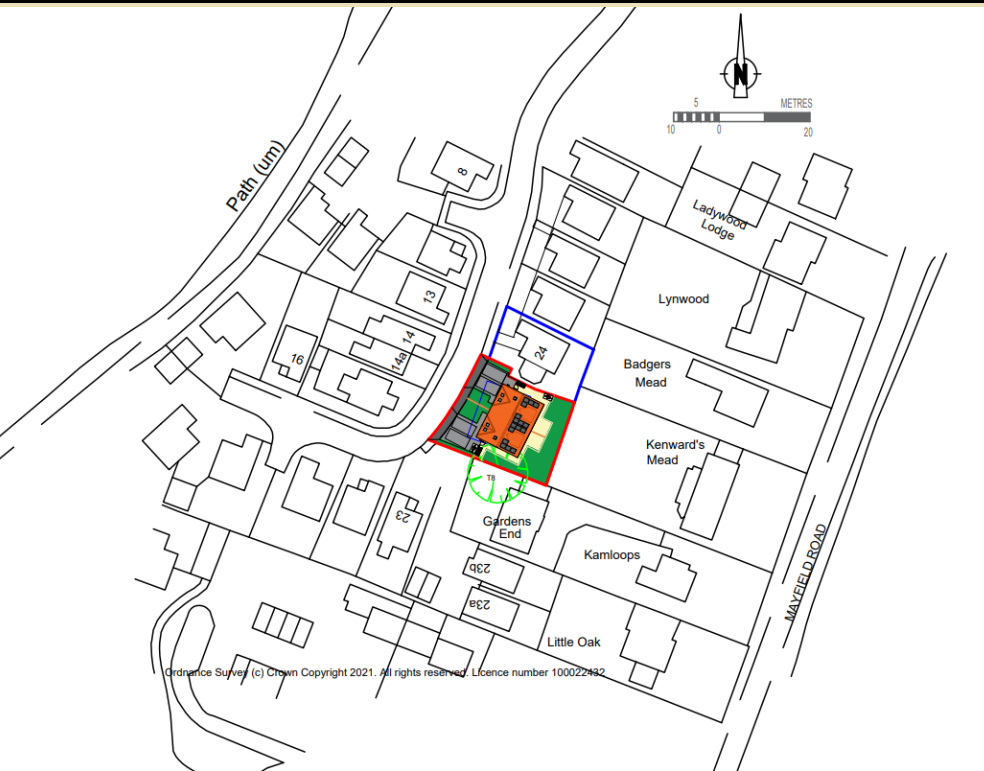 N
5
METRES
10
0
20
Path (um)
8
Ladywood
Lodge
13
Lynwood
14
14a
24
16
Badgers
Mead
Kenward's
Mead
T8
23
Gardens
End
Kamloops
MAYFIELD ROAD
23b
23a
Little Oak
Ordnance Survey (c) Crown Copyright 2021. All rights reserved. Licence number 100022432